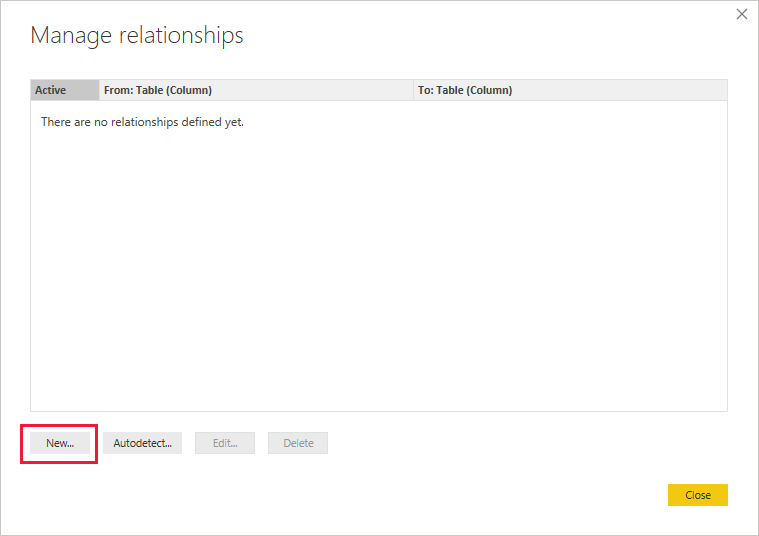 Manage relationships
Active From: Table (Column) To: Table (Column)
There are no relationships defined yet.
New... Autodetect... Edit... Delete
Close